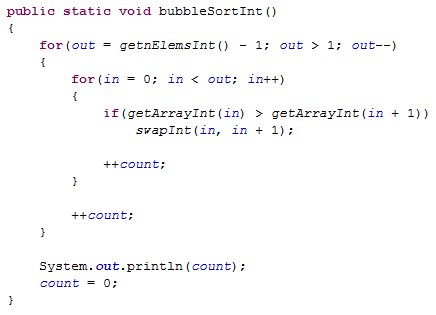 public static void bubbleSortInt()
{
    for(out = getnElemsInt() - 1; out > 1; out--)
    {
        for(in = 0; in < out; in++)
        {
            if(getArrayInt(in) > getArrayInt(in + 1))
                swapInt(in, in + 1);

            ++count;
        }

        ++count;
    }

    System.out.println(count);
    count = 0;
}